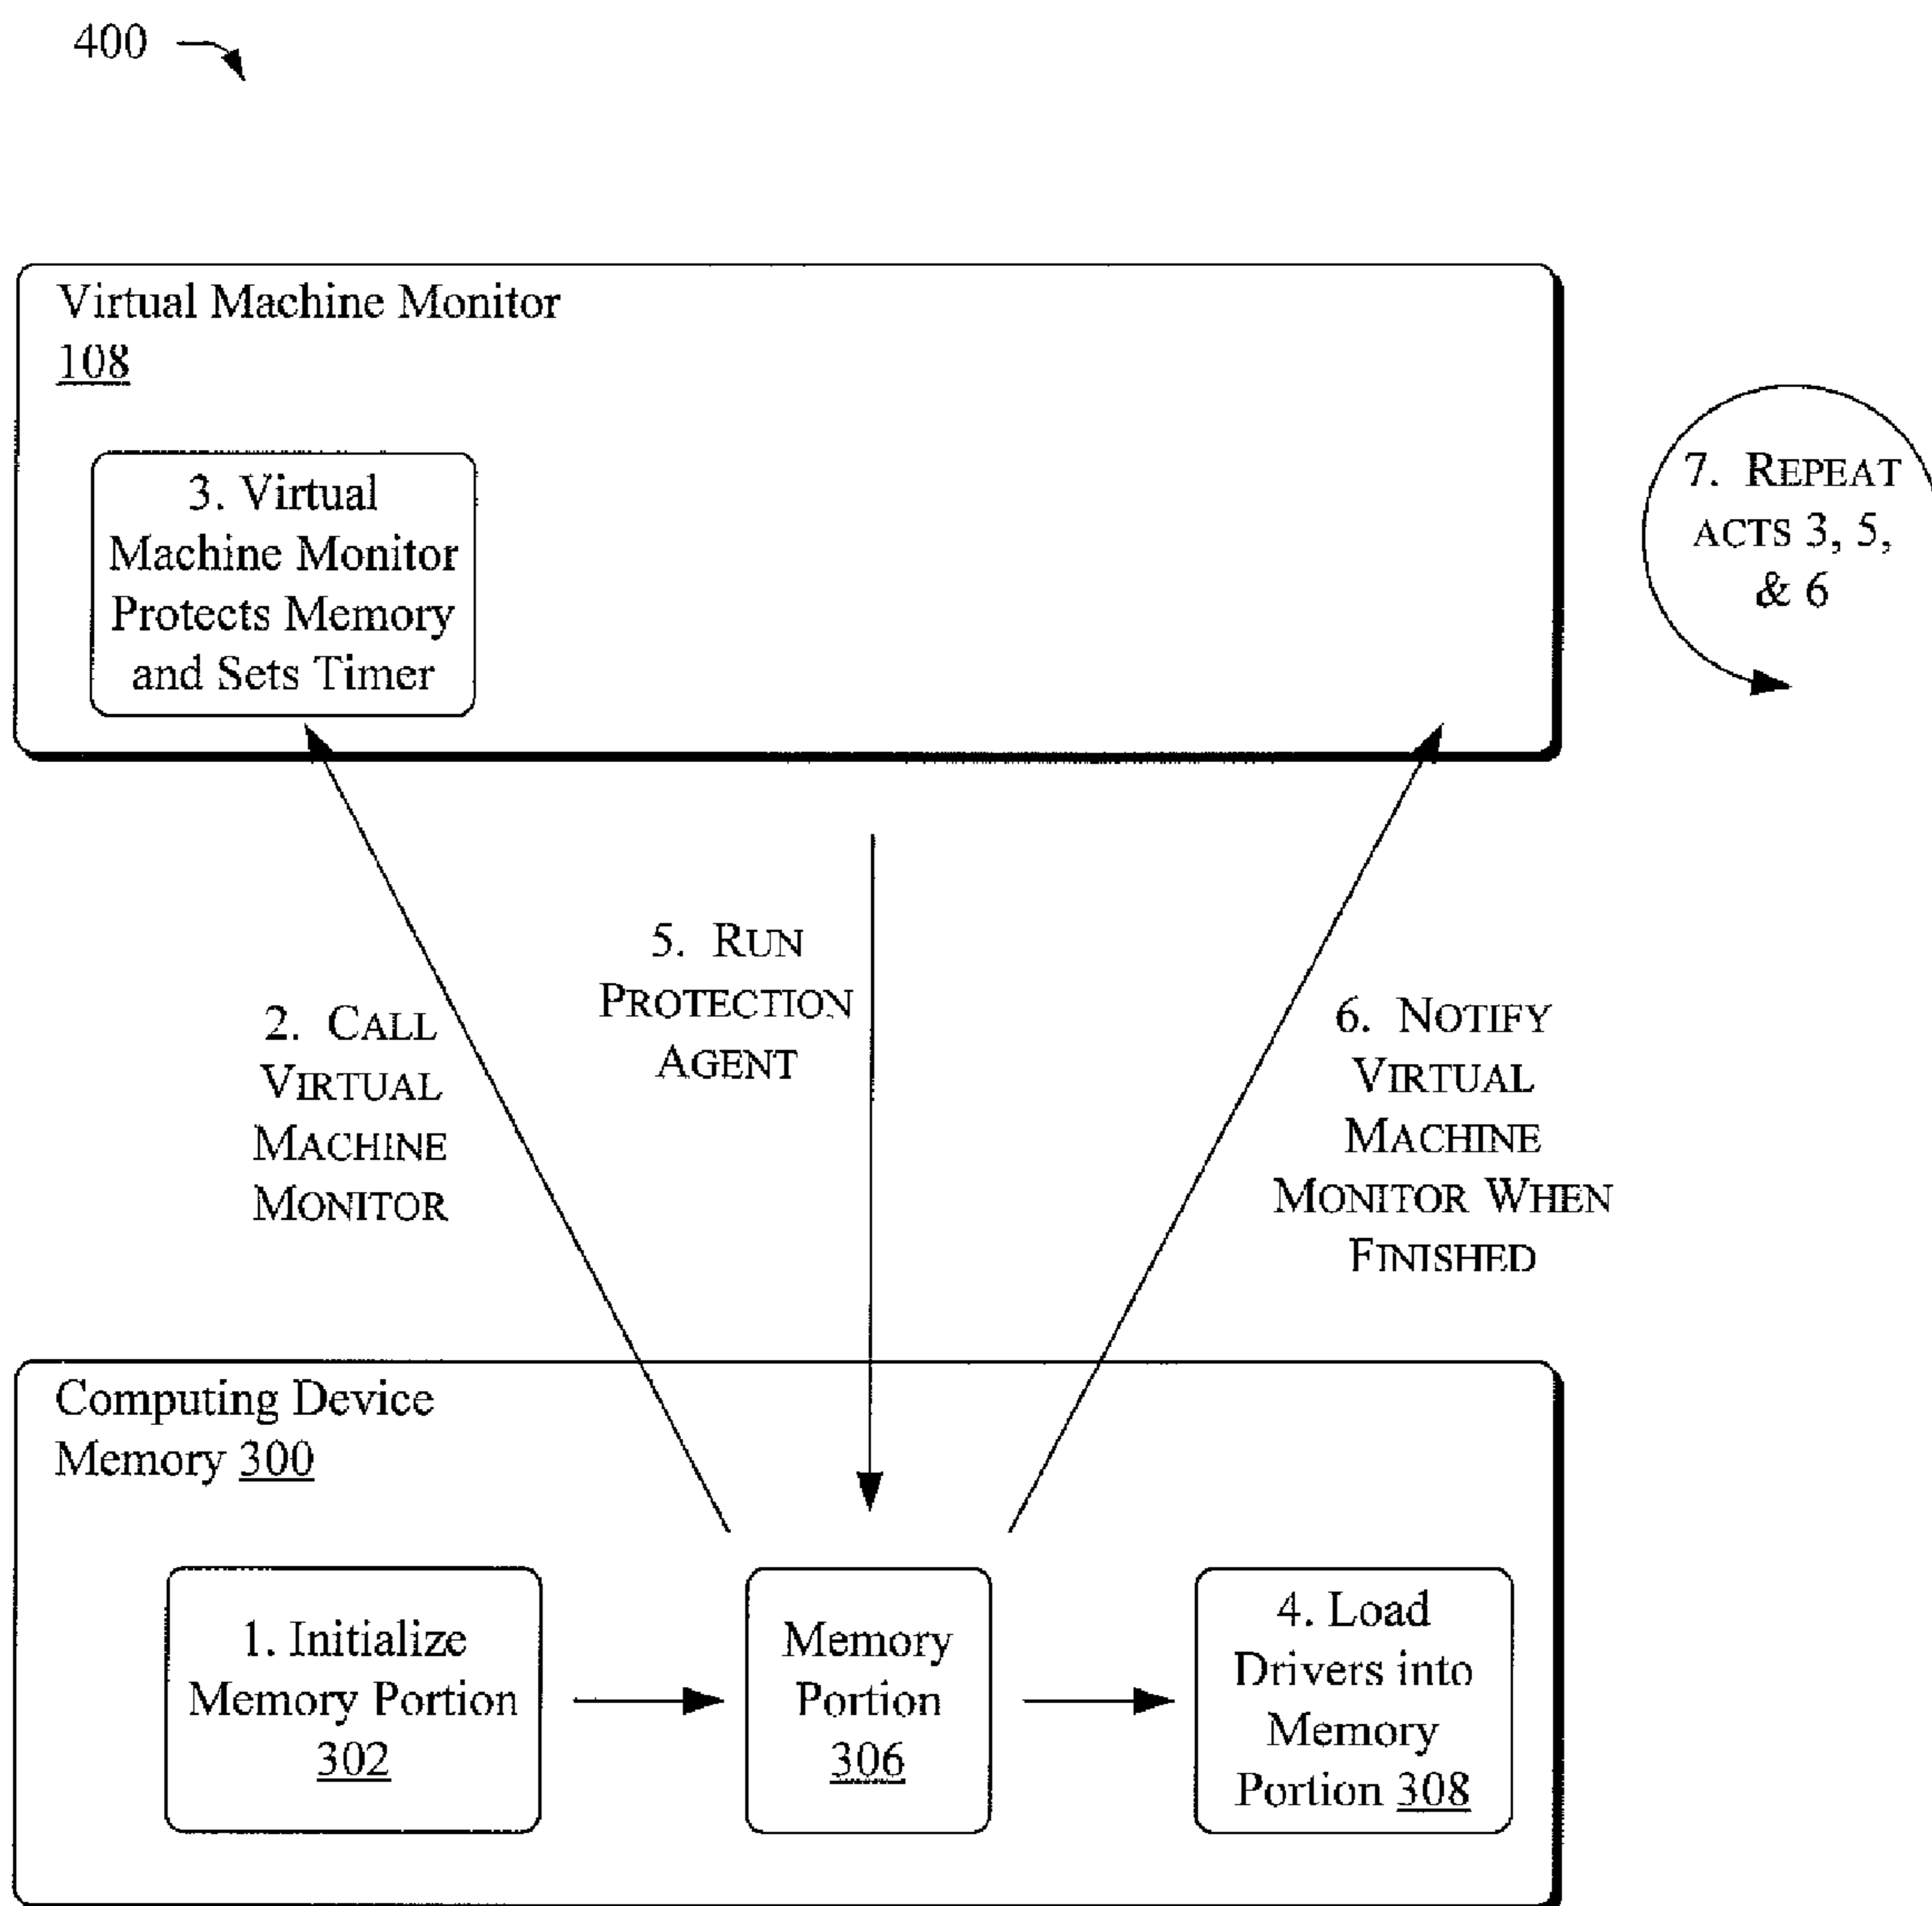 400
Virtual Machine Monitor
108
3. Virtual
Machine Monitor
Protects Memory
and Sets Timer
7. REPEAT
ACTS 3, 5,
& 6
2. CALL
VIRTUAL
MACHINE
MONITOR
5. RUN
PROTECTION
AGENT
6. NOTIFY
VIRTUAL
MACHINE
MONITOR WHEN
FINISHED
Computing Device
Memory 300
1. Initialize
Memory Portion
302
Memory
Portion
306
4. Load
Drivers into
Memory
Portion 308